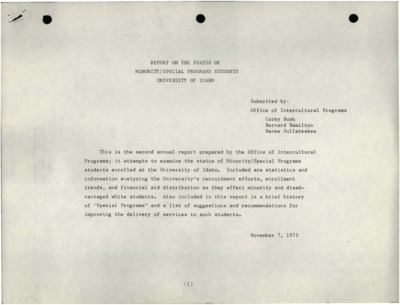 REPORT ON THE STATUS OF
MINORITY/SPECIAL PROGRAMS STUDENTS
UNIVERSITY OF IDAHO
Submitted by:
Office of Intercultural Programs
Corky Bush
Bernard Hamilton
Renee Sullateskee
This is the second annual report prepared by the Office of Intercultural
Programs; it attempts to examine the status of Minority/Special Programs
students enrolled at the University of Idaho. Included are statistics and
information analyzing the University's recruitment efforts, enrollment
trends, and financial aid distribution as they affect minority and disad-
vantaged white students. Also included in this report is a brief history
of "Special Programs" and a list of suggestions and recommendations for
improving the delivery of services to such students.
November 7, 1973
(1)